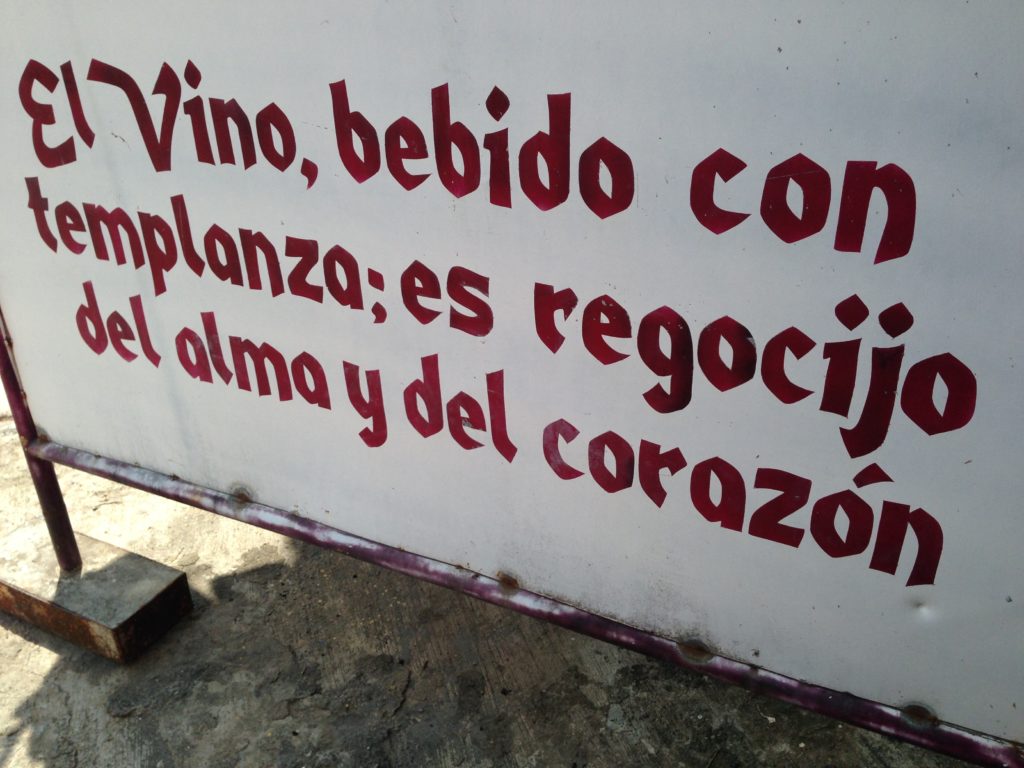 El Vino, bebido con
templanza; es regocijo
del alma y del corazón